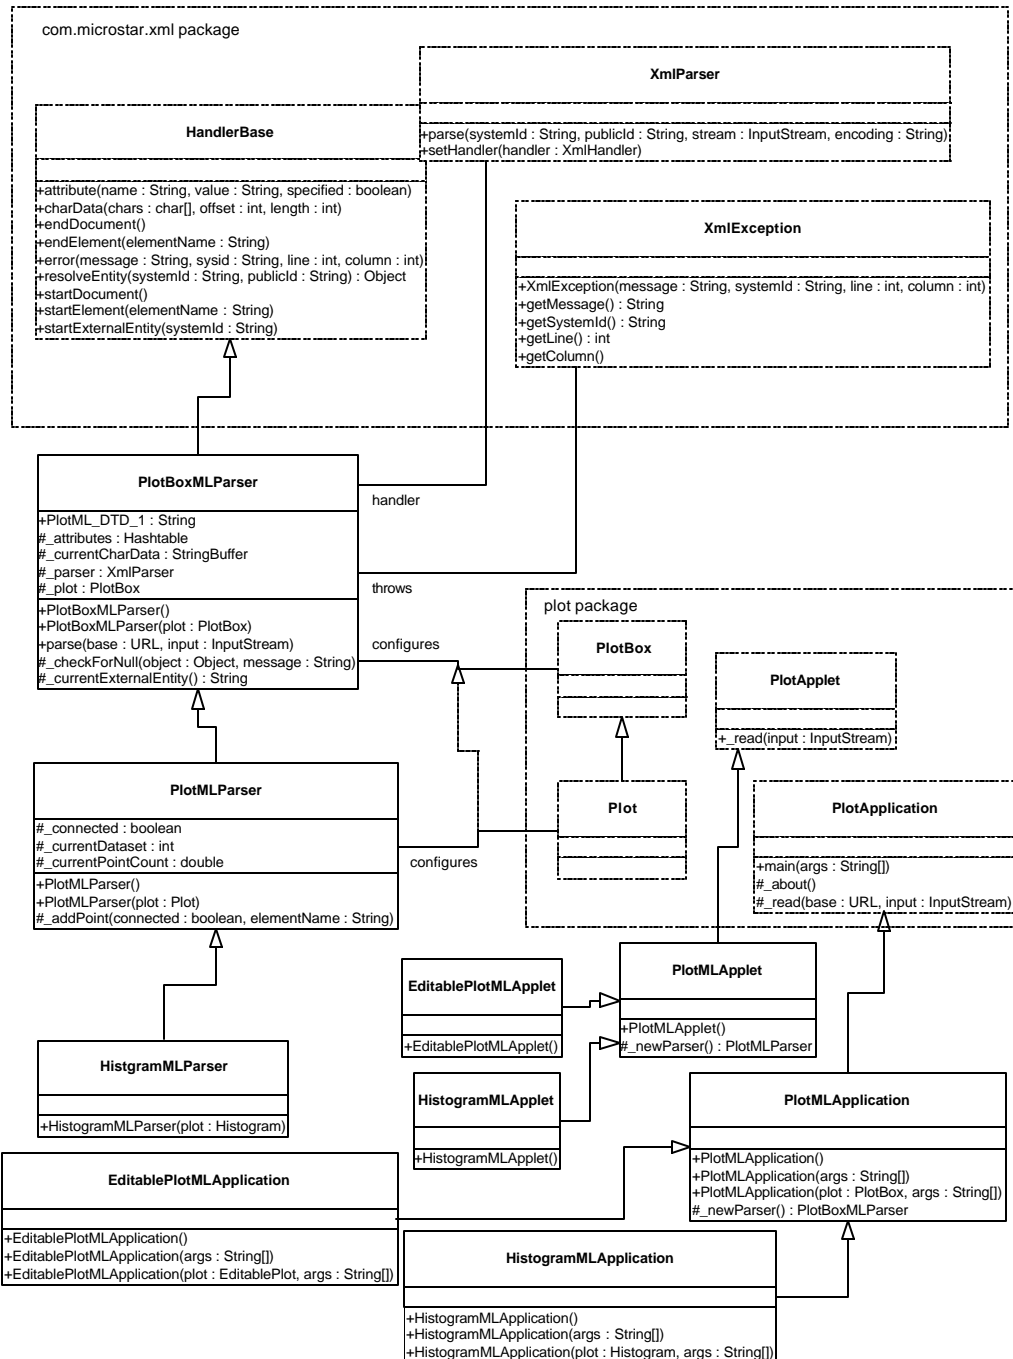 com.microstar.xml package
XmlParser
+parse(systemId : String, publicId : String, stream : InputStream, encoding : String)
+setHandler(handler : XmlHandler)
HandlerBase
+attribute(name : String, value : String, specified : boolean)
+charData(chars : char[], offset : int, length : int)
+endDocument()
+endElement(elementName : String)
+error(message : String, sysid : String, line : int, column : int)
+resolveEntity(systemId : String, publicId : String) : Object
+startDocument()
+startElement(elementName : String)
+startExternalEntity(systemId : String)
XmlException
+XmlException(message : String, systemId : String, line : int, column : int)
+getMessage() : String
+getSystemId() : String
+getLine() : int
+getColumn()
PlotBoxMLParser
+PlotML_DTD_1 : String
#_attributes : Hashtable
#_currentCharData : StringBuffer
#_parser : XmlParser
#_plot : PlotBox
+PlotBoxMLParser()
+PlotBoxMLParser(plot : PlotBox)
+parse(base : URL, input : InputStream)
#_checkForNull(object : Object, message : String)
#_currentExternalEntity() : String
handler
throws
configures
plot package
PlotBox
PlotApplet
+_read(input : InputStream)
PlotMLParser
#_connected : boolean
#_currentDataset : int
#_currentPointCount : double
+PlotMLParser()
+PlotMLParser(plot : Plot)
#_addPoint(connected : boolean, elementName : String)
configures
Plot
PlotApplication
+main(args : String[])
#_about()
#_read(base : URL, input : InputStream)
EditablePlotMLApplet
+EditablePlotMLApplet()
PlotMLApplet
+PlotMLApplet()
#_newParser() : PlotMLParser
HistgramMLParser
+HistogramMLParser(plot : Histogram)
HistogramMLApplet
+HistogramMLApplet()
PlotMLApplication
+PlotMLApplication()
+PlotMLApplication(args : String[])
+PlotMLApplication(plot : PlotBox, args : String[])
#_newParser() : PlotBoxMLParser
EditablePlotMLApplication
+EditablePlotMLApplication()
+EditablePlotMLApplication(args : String[])
+EditablePlotMLApplication(plot : EditablePlot, args : String[])
HistogramMLApplication
+HistogramMLApplication()
+HistogramMLApplication(args : String[])
+HistogramMLApplication(plot : Histogram, args : String[])